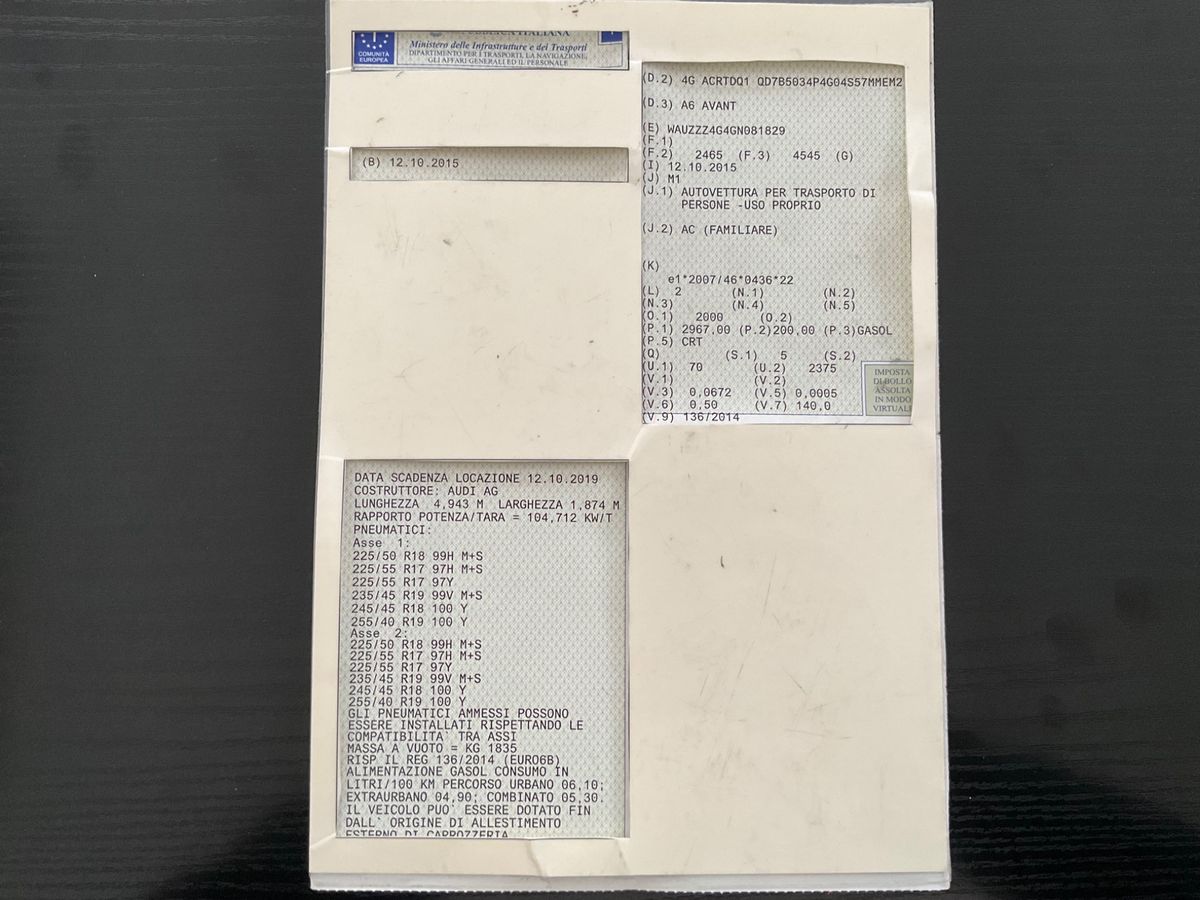 COMUNITÀ
EUROPEA
REPUBBLICA ITALIANA
Ministero delle Infrastrutture e dei Trasporti
DIPARTIMENTO PER I TRASPORTI, LA NAVIGAZIONE,
GLI AFFARI GENERALI ED IL PERSONALE
(B) 12.10.2015
(D.2) 4G ACRTDQ1 QD7B5034P4G04S57MMEM2
(D.3) A6 AVANT
(E) WAUZZZ4G4GN081829
(F.1)
(F.2) 2465 (F.3) 4545 (G)
(I) 12.10.2015
(J) M1
(J.1) AUTOVETTURA PER TRASPORTO DI
PERSONE -USO PROPRIO
(J.2) AC (FAMILIARE)
(K)
e1*2007/46*0436*22
(L) 2 (N.1) (N.2)
(N.3) (N.4) (N.5)
(O.1) 2000 (O.2)
(P.1) 2967,00 (P.2)200,00 (P.3)GASOL
(P.5) CRT
(Q) (S.1) 5 (S.2)
(U.1) 70 (U.2) 2375
(V.1) (V.2)
(V.3) 0,0672 (V.5) 0,0005
(V.6) 0,50 (V.7) 140,0
(V.9) 136/2014
IMPOSTA
DI BOLLO
ASSOLTA
IN MODO
VIRTUALE
DATA SCADENZA LOCAZIONE 12.10.2019
COSTRUTTORE: AUDI AG
LUNGHEZZA 4,943 M LARGHEZZA 1,874 M
RAPPORTO POTENZA/TARA = 104,712 KW/T
PNEUMATICI:
Asse 1:
225/50 R18 99H M+S
225/55 R17 97H M+S
225/55 R17 97Y
235/45 R19 99V M+S
245/45 R18 100 Y
255/40 R19 100 Y
Asse 2:
225/50 R18 99H M+S
225/55 R17 97H M+S
225/55 R17 97Y
235/45 R19 99V M+S
245/45 R18 100 Y
255/40 R19 100 Y
GLI PNEUMATICI AMMESSI POSSONO
ESSERE INSTALLATI RISPETTANDO LE
COMPATIBILITA` TRA ASSI
MASSA A VUOTO = KG 1835
RISP IL REG 136/2014 (EURO6B)
ALIMENTAZIONE GASOL CONSUMO IN
LITRI/100 KM PERCORSO URBANO 06,10;
EXTRAURBANO 04,90; COMBINATO 05,30.
IL VEICOLO PUO` ESSERE DOTATO FIN
DALL` ORIGINE DI ALLESTIMENTO
ESTERNO DI CARROZZERIA